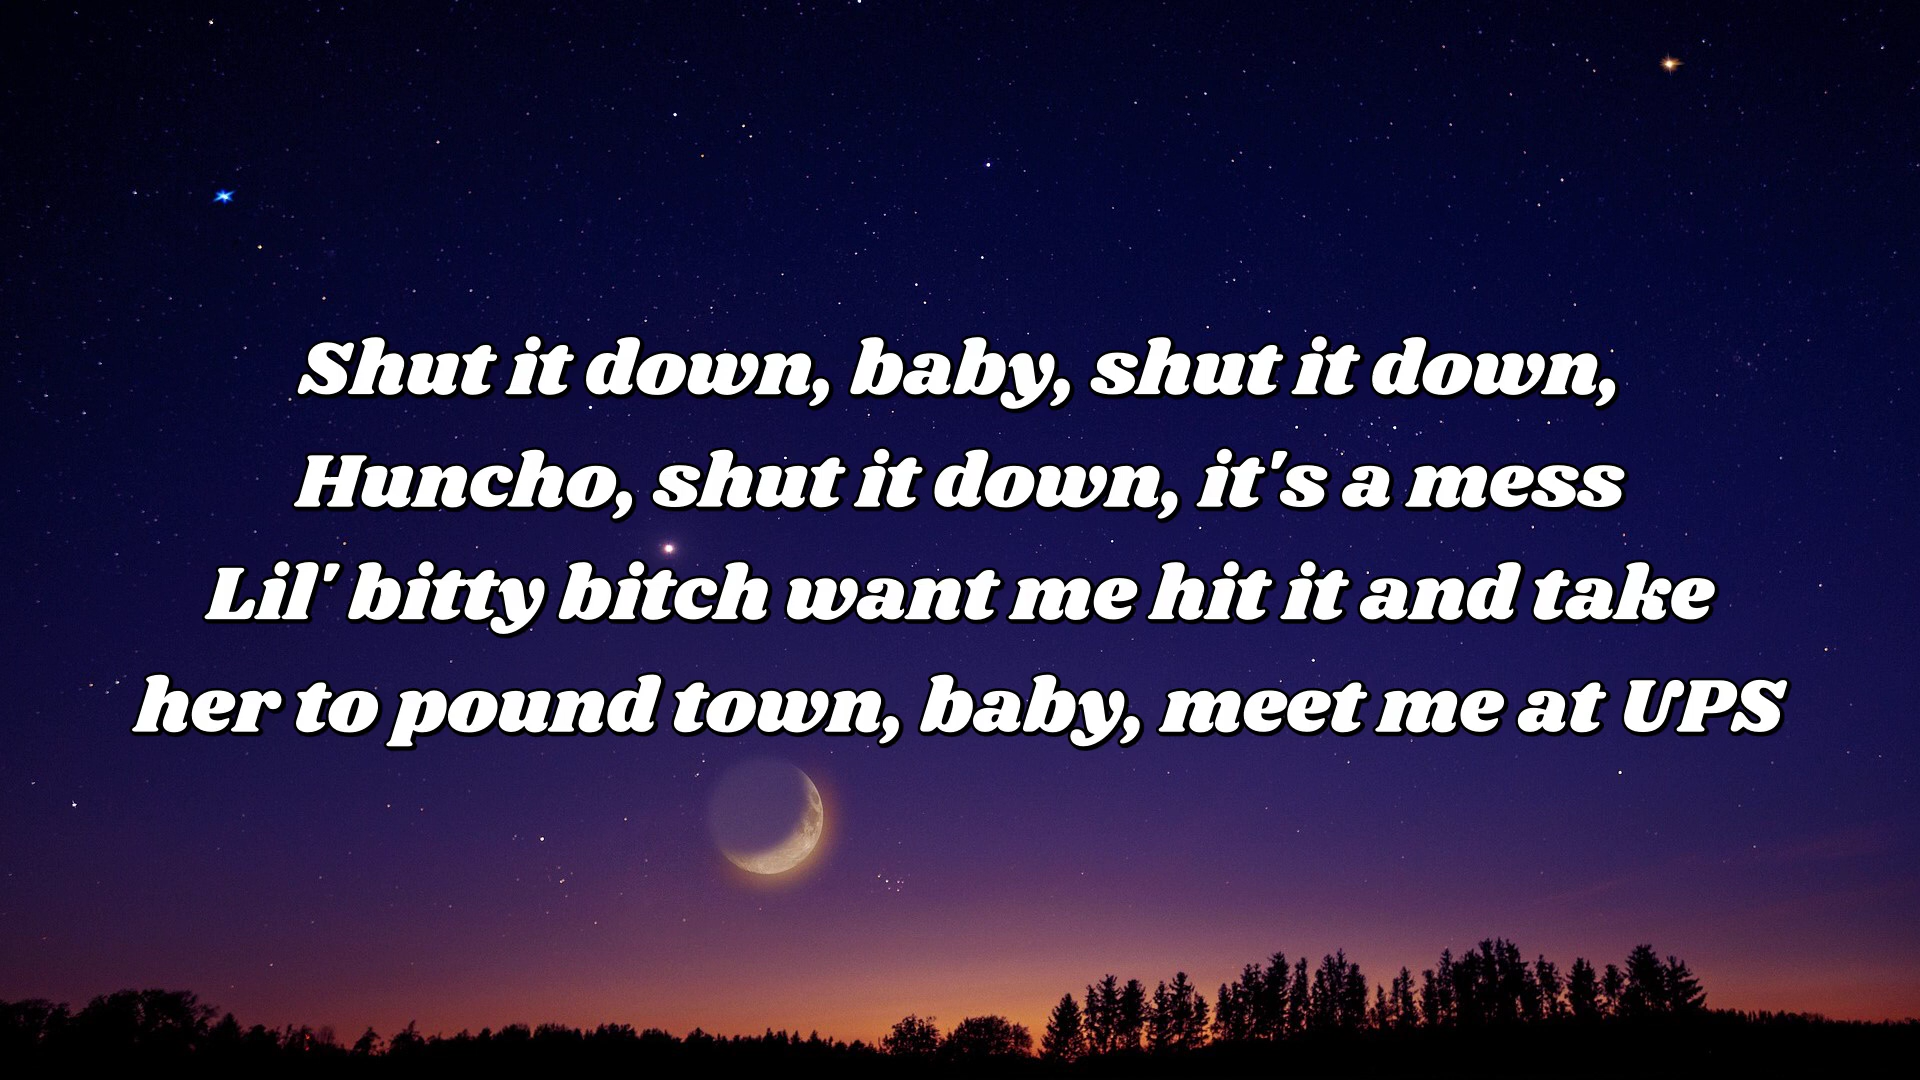 Shut it down, baby, shut it down,
Huncho, shut it down, it's a mess
Lil' bitty bitch want me hit it and take
her to pound town, baby, meet me at UPS